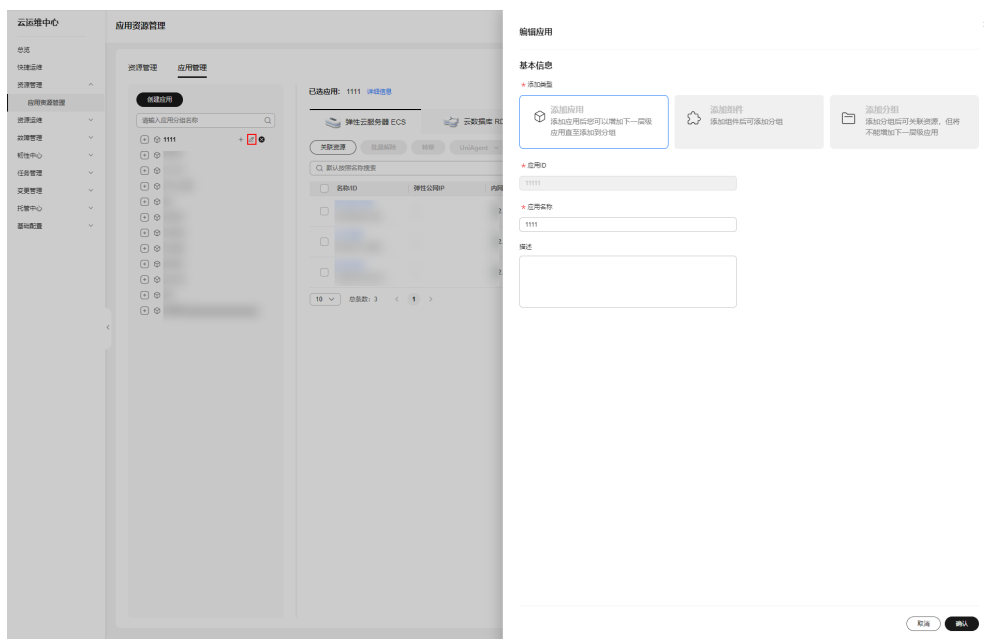 云运维中心
应用资源管理
总览
快捷运维
资源管理
应用资源管理
资源运维
故障管理
韧性中心
任务管理
变更管理
托管中心
基础配置
资源管理
应用管理
创建应用
请输入应用分组名称
1111
已选应用: 1111 详细信息
弹性云服务器 ECS
云数据库 RD
关联资源
批量解除
转移
UniAgent
默认按照名称搜索
名称/ID
弹性公网IP
内网
2.
2.
2.
10
总条数: 3
1
编辑应用
基本信息
* 添加类型
添加应用
添加应用后您可以增加下一层级
应用直至添加到分组
添加组件
添加组件后可添加分组
添加分组
添加分组后可关联资源, 但将
不能增加下一层级应用
* 应用ID
11111
* 应用名称
1111
描述
取消
确认